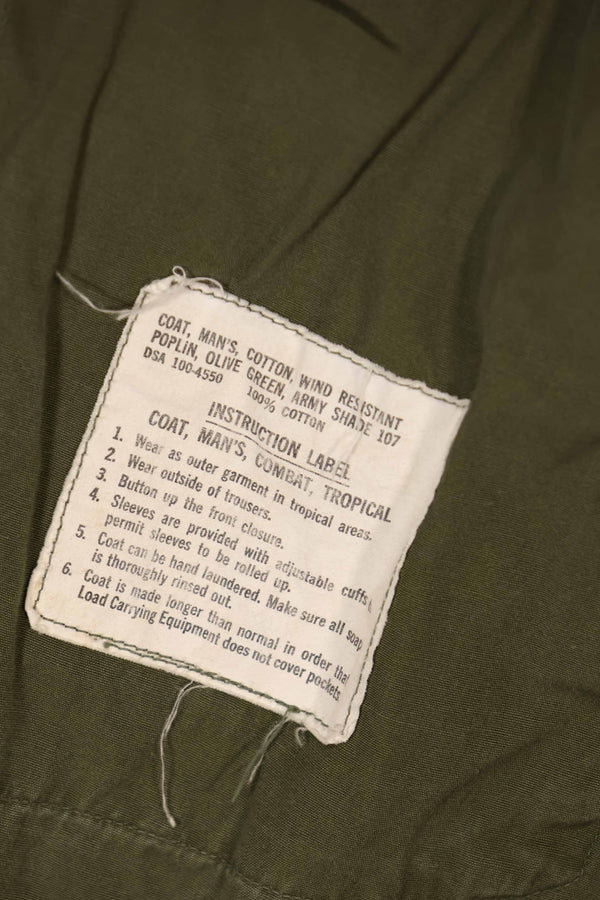 COAT, MAN'S, COTTON, WIND RESISTANT
POPLIN, OLIVE GREEN, ARMY SHADE 107
DSA 100-4550 100% COTTON
INSTRUCTION LABEL
COAT, MAN'S, COMBAT, TROPICAL
1. Wear as outer garment in tropical areas.
2. Wear outside of trousers.
3. Button up the front closure.
4. Sleeves are provided with adjustable cuffs
permit sleeves to be rolled up.
5. Coat can be hand laundered. Make sure all soap
is thoroughly rinsed out.
6. Coat is made longer than normal in order that
Load Carrying Equipment does not cover pockets.